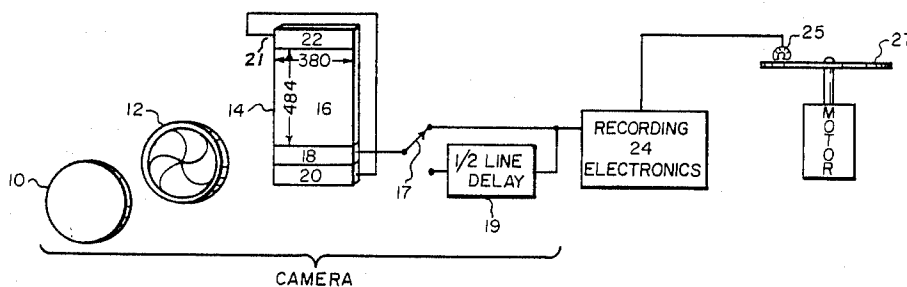 25
27
21
22
380
14
484
16
12
RECORDING
24
ELECTRONICS
MOTOR
10
18
20
17
1/2 LINE
DELAY
19
CAMERA